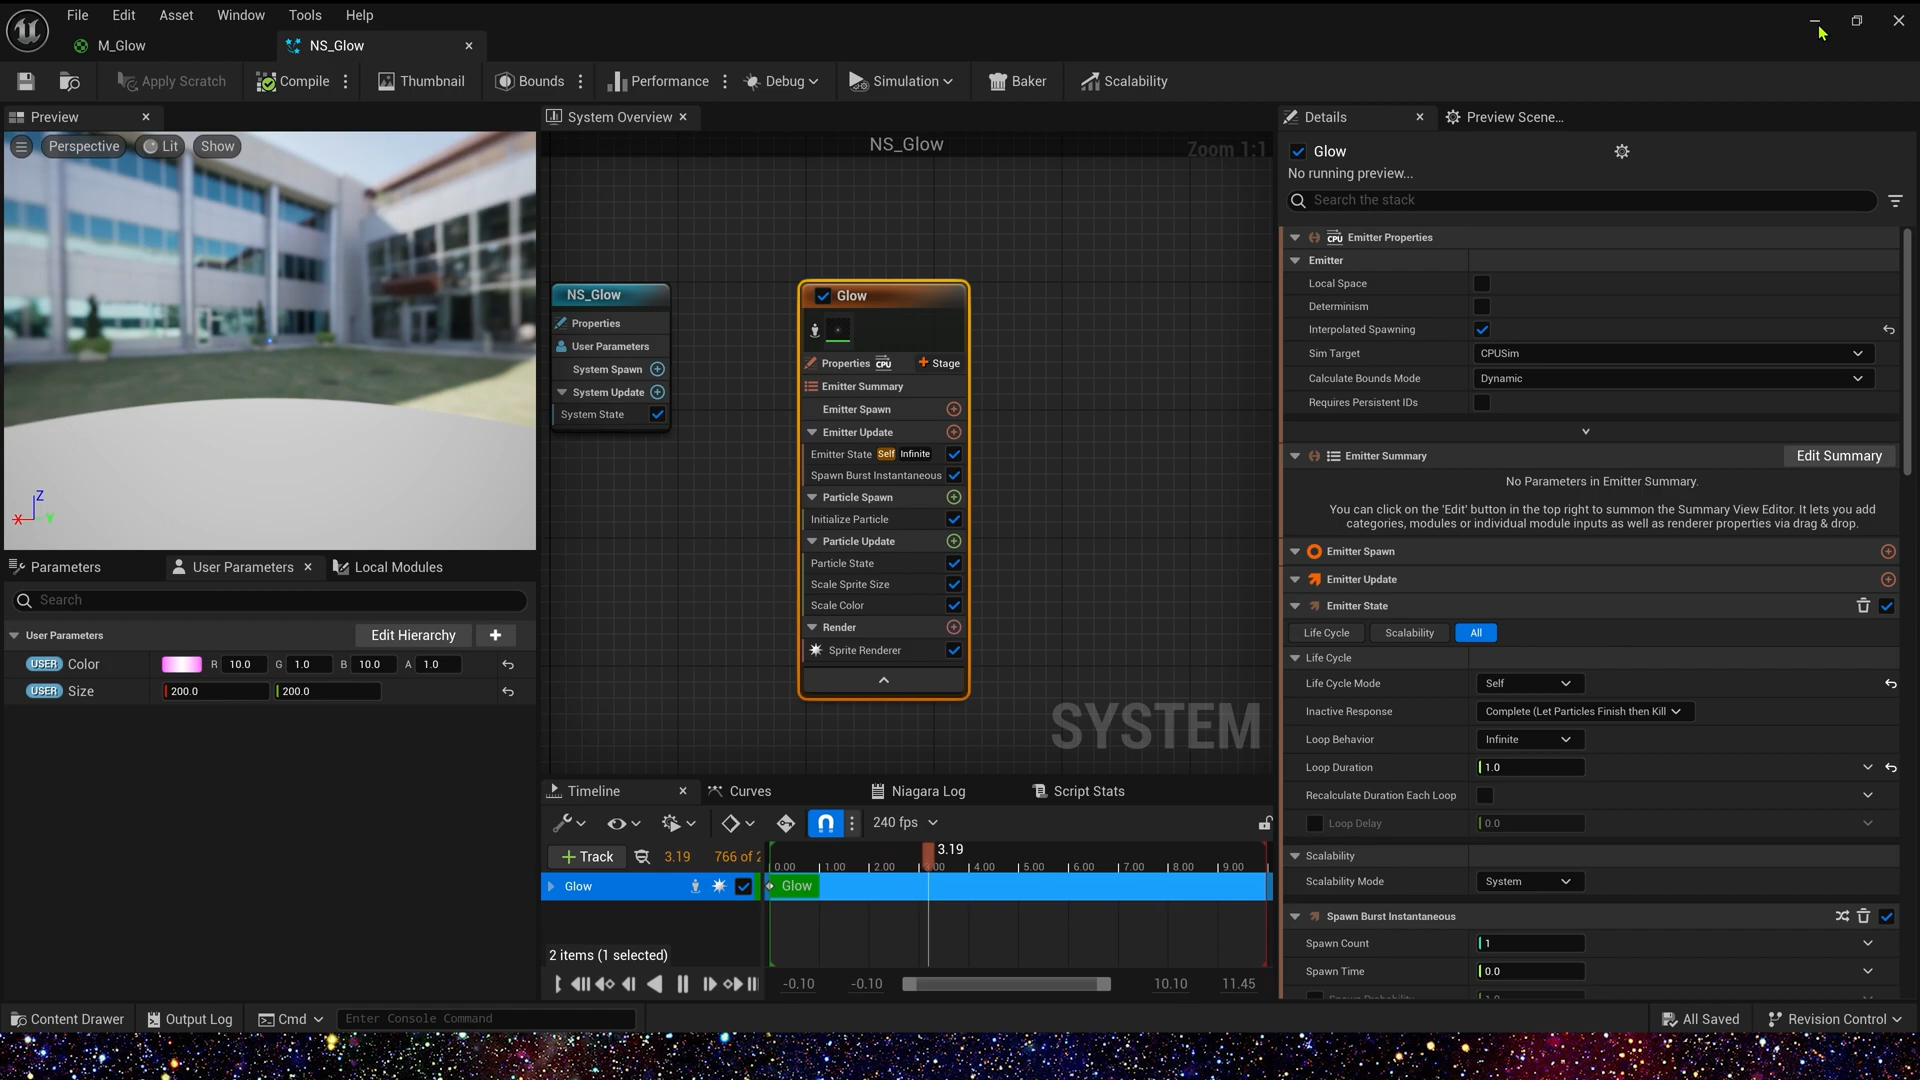 File Edit Asset Window Tools Help
M_Glow NS_Glow
Apply Scratch Compile Thumbnail Bounds Performance Debug Simulation Baker Scalability
Preview
Perspective Lit Show
Z
X Y
Parameters User Parameters Local Modules
Search
User Parameters Edit Hierarchy
USER Color R 10.0 G 1.0 B 10.0 A 1.0
USER Size 200.0 200.0
System Overview
NS_Glow Zoom 1:1
NS_Glow
Properties
User Parameters
System Spawn
System Update
System State
Glow
Properties CPU Stage
Emitter Summary
Emitter Spawn
Emitter Update
Emitter State Self Infinite
Spawn Burst Instantaneous
Particle Spawn
Initialize Particle
Particle Update
Particle State
Scale Sprite Size
Scale Color
Render
Sprite Renderer
SYSTEM
Timeline Curves Niagara Log Script Stats
240 fps
3.19
Track 3.19 766 of 0.00 1.00 2.00 3.00 4.00 5.00 6.00 7.00 8.00 9.00
Glow Glow
2 items (1 selected)
-0.10 -0.10 10.10 11.45
Details Preview Scene...
Glow
No running preview...
Search the stack
CPU Emitter Properties
Emitter
Local Space
Determinism
Interpolated Spawning
Sim Target CPUSim
Calculate Bounds Mode Dynamic
Requires Persistent IDs
Emitter Summary Edit Summary
No Parameters in Emitter Summary.
You can click on the 'Edit' button in the top right to summon the Summary View Editor. It lets you add
categories, modules or individual module inputs as well as renderer properties via drag & drop.
Emitter Spawn
Emitter Update
Emitter State
Life Cycle Scalability All
Life Cycle
Life Cycle Mode Self
Inactive Response Complete (Let Particles Finish then Kill
Loop Behavior Infinite
Loop Duration 1.0
Recalculate Duration Each Loop
Loop Delay 0.0
Scalability
Scalability Mode System
Spawn Burst Instantaneous
Spawn Count 1
Spawn Time 0.0
Content Drawer Output Log Cmd Enter Console Command All Saved Revision Control